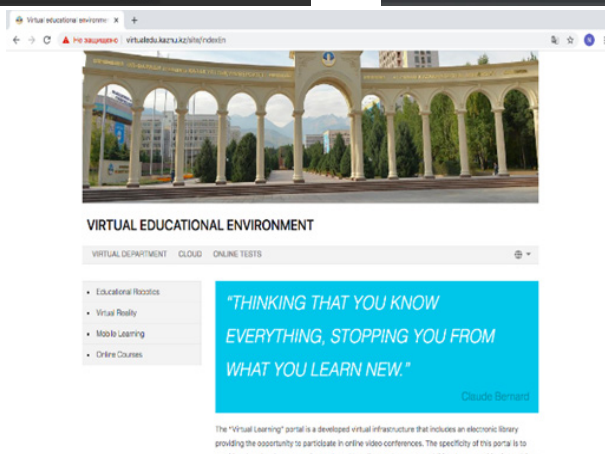 Virtual educational environme
Не защищено | virtualedu.kaznu.kz/site/
VIRTUAL EDUCATIONAL ENVIRONMENT
VIRTUAL DEPARTMENT CLOUD ONLINE TESTS
Educational Robotics
Virtual Reality
Mobile Learning
Online Courses
"THINKING THAT YOU KNOW
EVERYTHING, STOPPING YOU FROM
WHAT YOU LEARN NEW."
Claude Bernard
The "Virtual Learning" portal is a developed virtual infrastructure that includes an electronic library
providing the opportunity to participate in online video conferences. The specificity of this portal is to